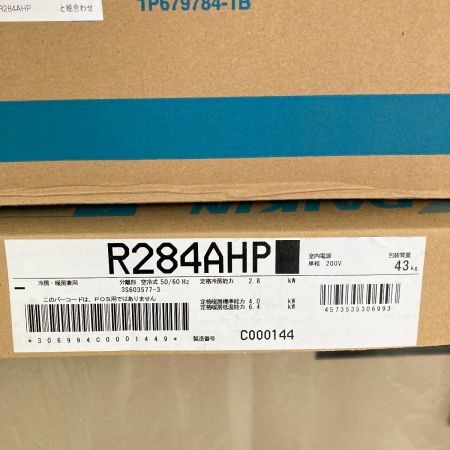 R284AHP と組合わせ
1P679784-1B
DAIKIN
R284AHP■
冷房・暖房兼用 分離形 空冷式 50/60Hz 定格冷房能力 2.8 kW 室内電源 単相 200V 包装質量 43kg
3S603577-3
このバーコードは、POS用ではありません
定格暖房標準能力 4.0 kW
定格暖房低温能力 6.4 kW
4573535306993
*306994C0001449*
製造番号 C000144